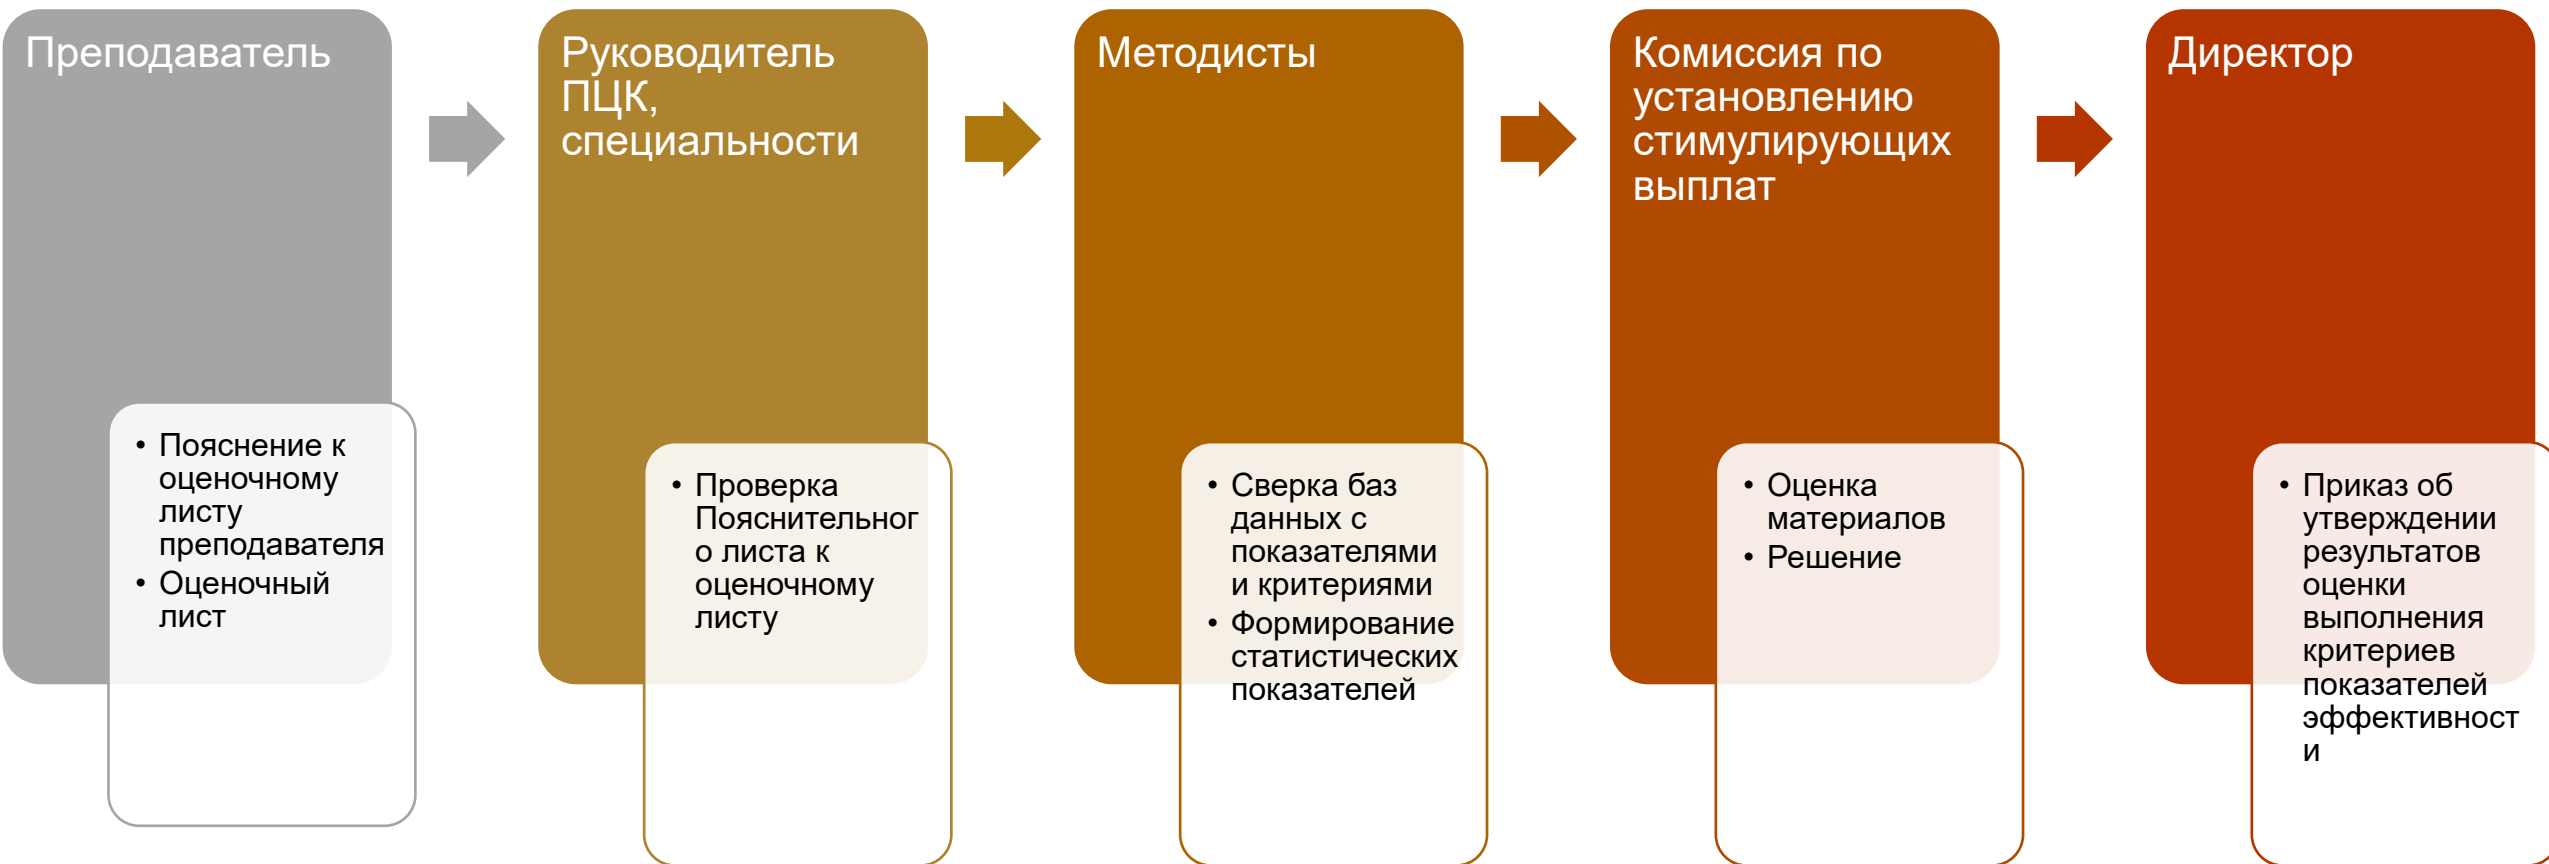 Преподаватель
• Пояснение к
оценочному
листу
преподавателя
• Оценочный
лист
Руководитель
ПЦК,
специальности
• Проверка
Пояснительног
о листа к
оценочному
листу
Методисты
• Сверка баз
данных с
показателями
и критериями
• Формирование
статистических
показателей
Комиссия по
установлению
стимулирующих
выплат
• Оценка
материалов
• Решение
Директор
• Приказ об
утверждении
результатов
оценки
выполнения
критериев
показателей
эффективност
и